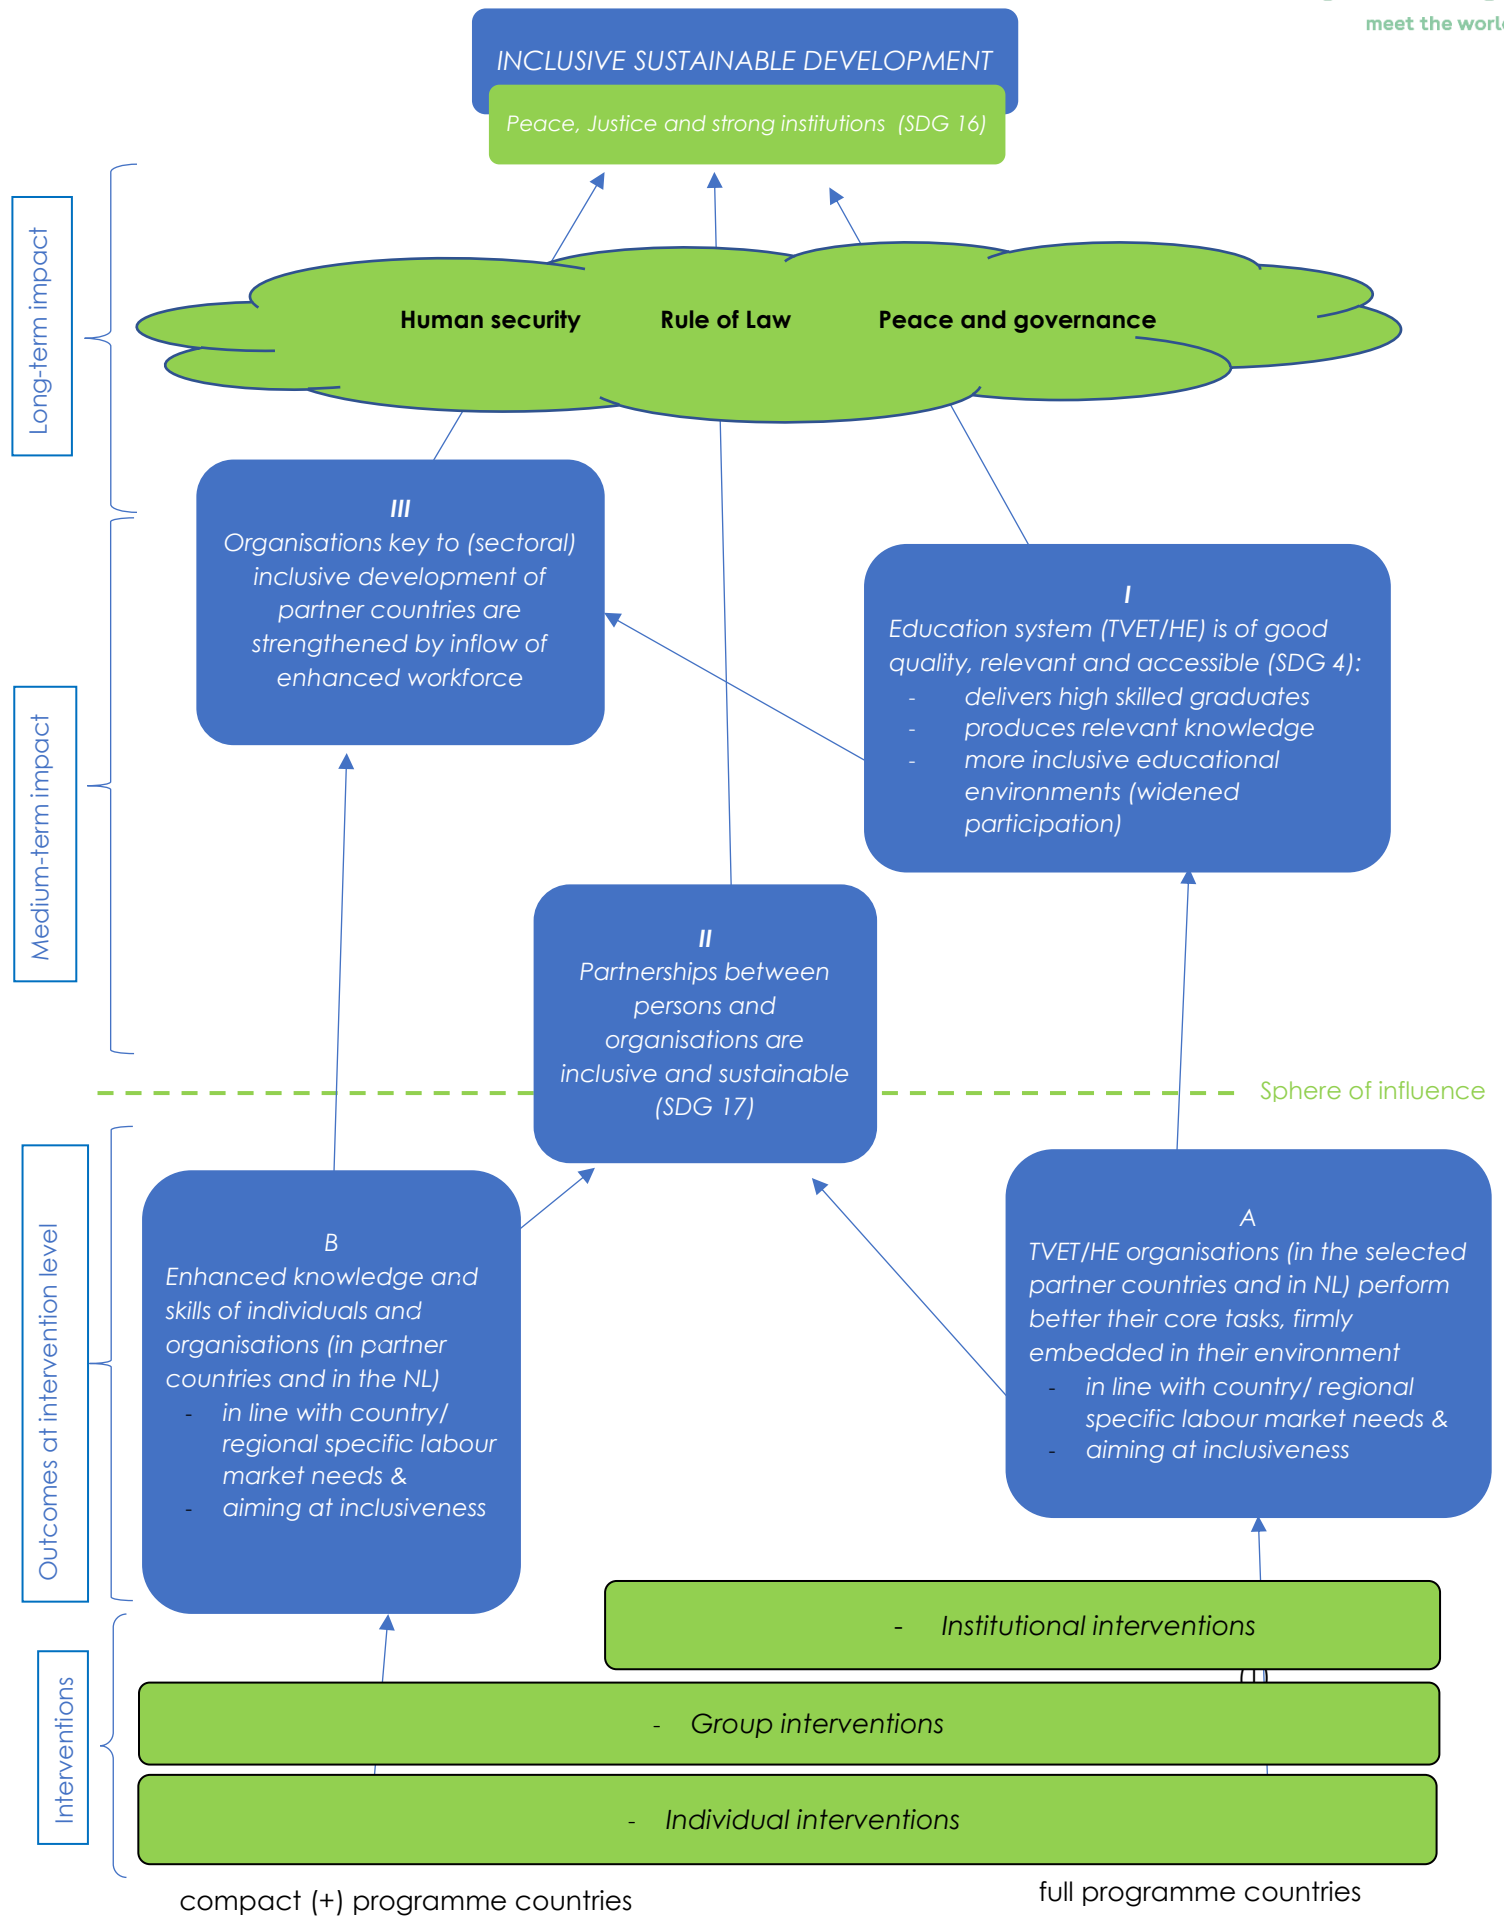 meet the world
INCLUSIVE SUSTAINABLE DEVELOPMENT
Peace, Justice and strong institutions (SDG 16)
Long-term impact
Human security
Rule of Law
Peace and governance
III
Organisations key to (sectoral)
inclusive development of
partner countries are
strengthened by inflow of
enhanced workforce
I
Education system (TVET/HE) is of good
quality, relevant and accessible (SDG 4):
- delivers high skilled graduates
- produces relevant knowledge
- more inclusive educational
environments (widened
participation)
Medium-term impact
II
Partnerships between
persons and
organisations are
inclusive and sustainable
(SDG 17)
Sphere of influence
Outcomes at intervention level
B
Enhanced knowledge and
skills of individuals and
organisations (in partner
countries and in the NL)
- in line with country/
regional specific labour
market needs &
- aiming at inclusiveness
A
TVET/HE organisations (in the selected
partner countries and in NL) perform
better their core tasks, firmly
embedded in their environment
- in line with country/ regional
specific labour market needs &
- aiming at inclusiveness
Interventions
- Institutional interventions
- Group interventions
- Individual interventions
compact (+) programme countries
full programme countries